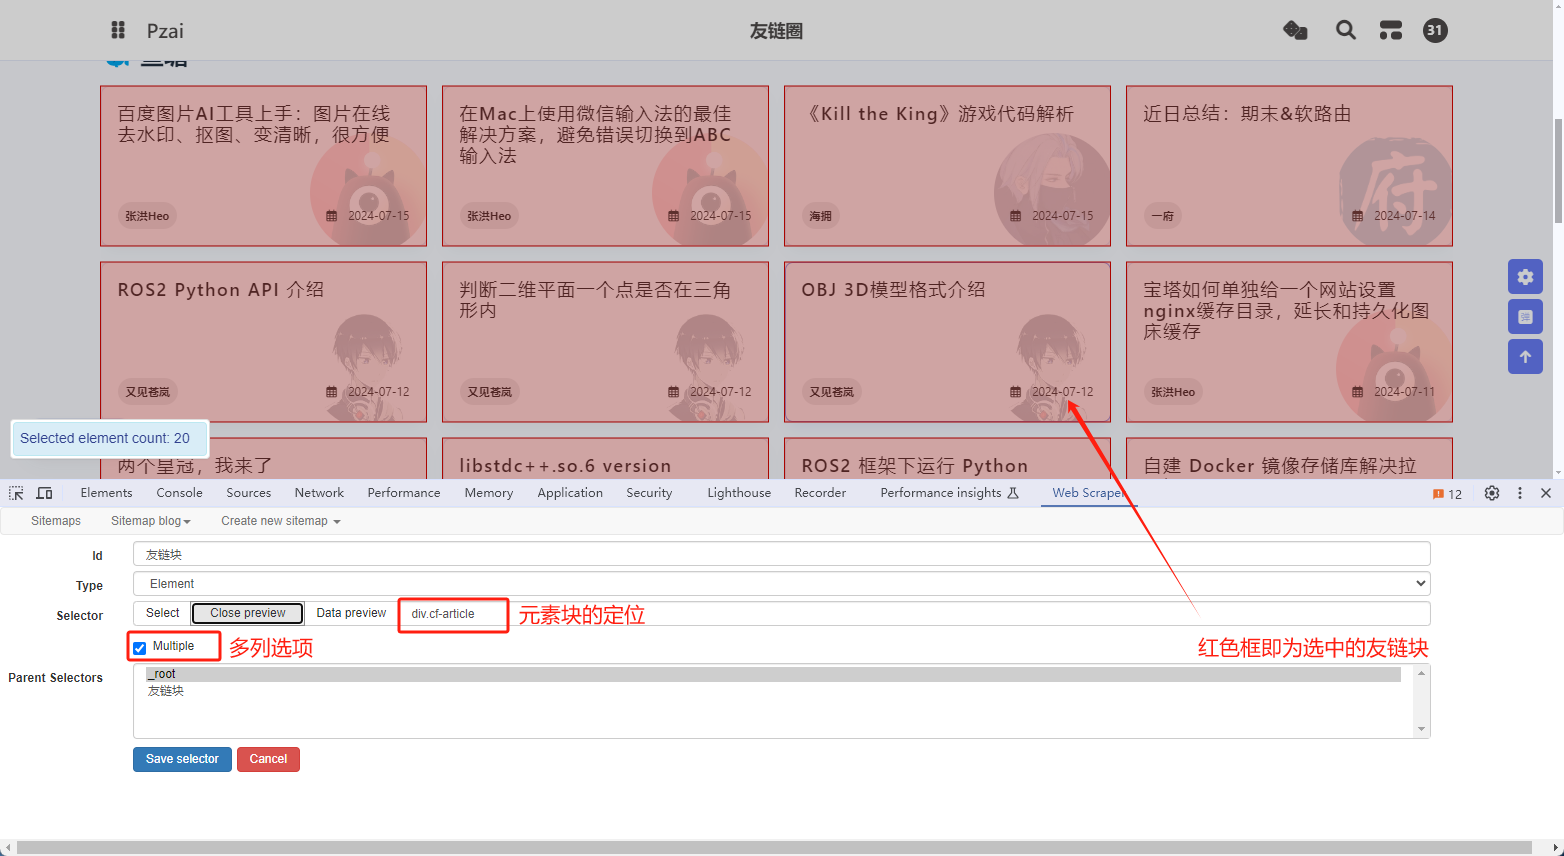 Pzai
友链圈
31
百度图片AI工具上手：图片在线
去水印、抠图、变清晰，很方便
张洪Heo
2024-07-15
在Mac上使用微信输入法的最佳
解决方案，避免错误切换到ABC
输入法
张洪Heo
2024-07-15
《Kill the King》游戏代码解析
海拥
2024-07-15
近日总结：期末&软路由
府
一府
2024-07-14
ROS2 Python API 介绍
又见苍岚
2024-07-12
判断二维平面一个点是否在三角
形内
又见苍岚
2024-07-12
OBJ 3D模型格式介绍
又见苍岚
2024-07-12
宝塔如何单独给一个网站设置
nginx缓存目录，延长和持久化图
床缓存
张洪Heo
2024-07-11
弹
Selected element count: 20
两个皇冠，我来了
libstdc++.so.6 version
ROS2 框架下运行 Python
自建 Docker 镜像存储库解决拉
Elements Console Sources Network Performance Memory Application Security Lighthouse Recorder Performance insights Web Scraper 12
Sitemaps Sitemap blog Create new sitemap
Id 友链块
Type Element
Selector Select Close preview Data preview div.cf-article 元素块的定位
Multiple 多列选项 红色框即为选中的友链块
Parent Selectors _root
友链块
Save selector Cancel